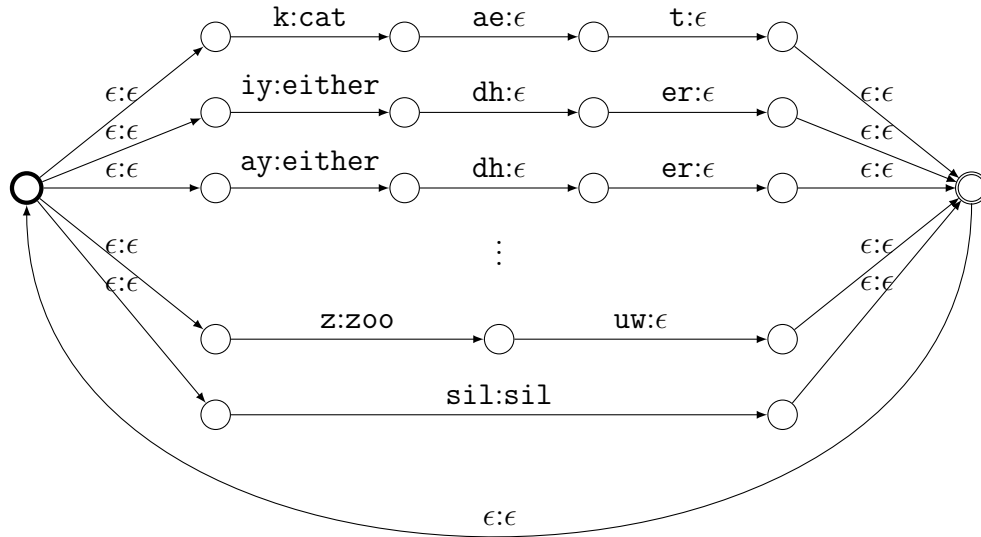 k:cat ae:ϵ t:ϵ
ϵ:ϵ ϵ:ϵ
iy:either dh:ϵ er:ϵ
ϵ:ϵ ϵ:ϵ
ay:either dh:ϵ er:ϵ
ϵ:ϵ ϵ:ϵ
ϵ:ϵ ϵ:ϵ
⋮
ϵ:ϵ ϵ:ϵ
z:zoo uw:ϵ
sil:sil
ϵ:ϵ